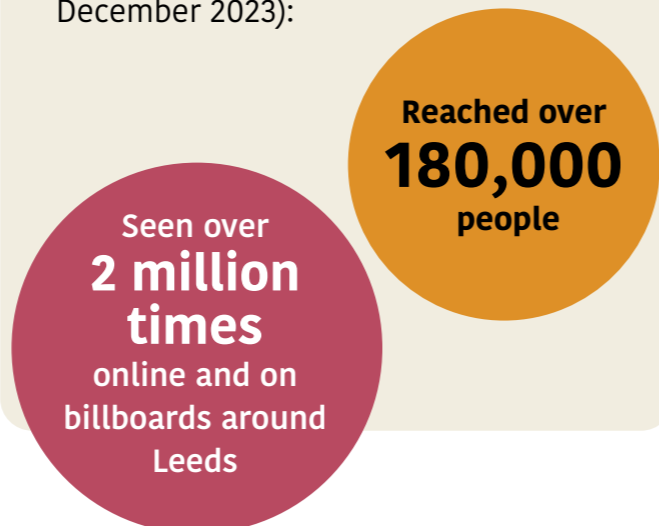 December 2023):
Reached over
180,000
people
Seen over
2 million
times
online and on
billboards around
Leeds